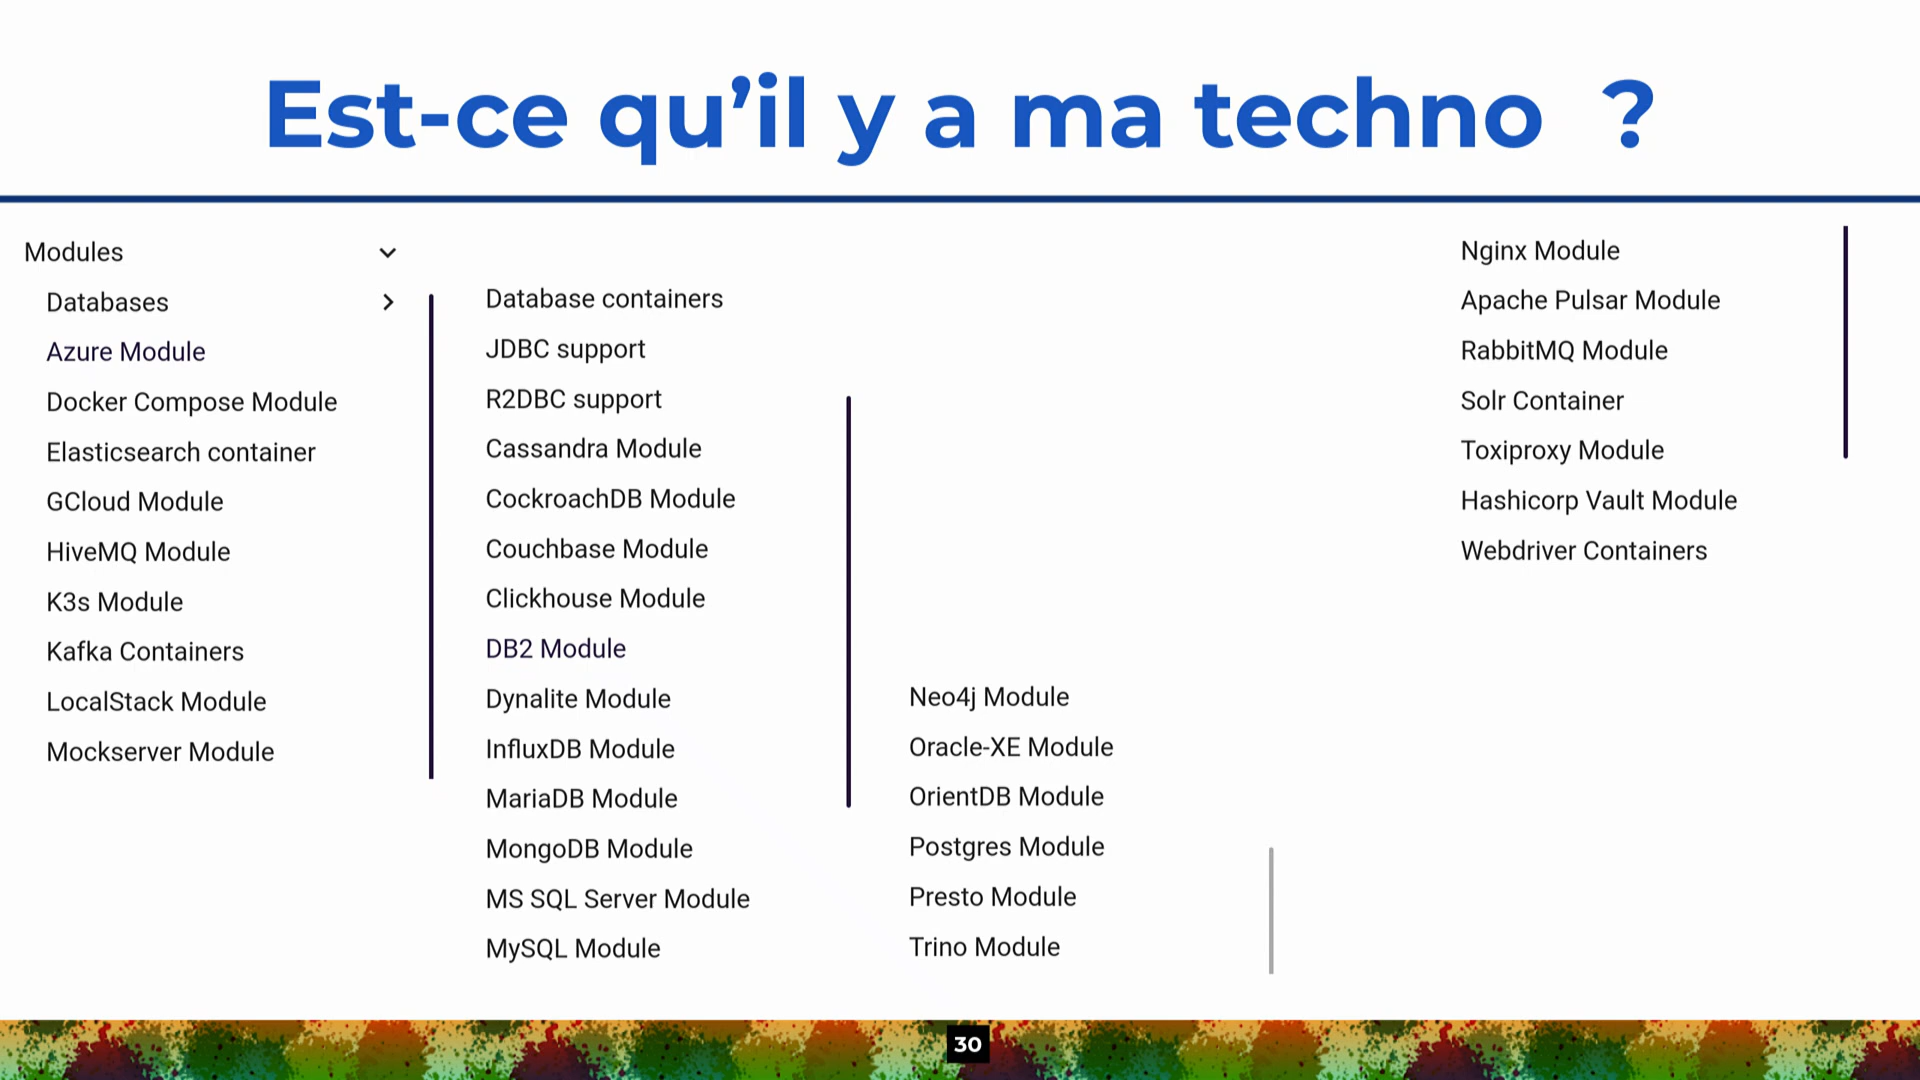 Est-ce qu’il y a ma techno  ?
Modules
Databases
Azure Module
Docker Compose Module
Elasticsearch container
GCloud Module
HiveMQ Module
K3s Module
Kafka Containers
LocalStack Module
Mockserver Module
Database containers
JDBC support
R2DBC support
Cassandra Module
CockroachDB Module
Couchbase Module
Clickhouse Module
DB2 Module
Dynalite Module
InfluxDB Module
MariaDB Module
MongoDB Module
MS SQL Server Module
MySQL Module
Neo4j Module
Oracle-XE Module
OrientDB Module
Postgres Module
Presto Module
Trino Module
Nginx Module
Apache Pulsar Module
RabbitMQ Module
Solr Container
Toxiproxy Module
Hashicorp Vault Module
Webdriver Containers
30